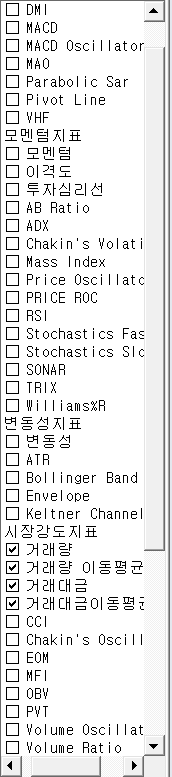 DMI
MACD
MACD Oscillator
MAO
Parabolic Sar
Pivot Line
VHF
모멘텀지표
모멘텀
이격도
투자심리선
AB Ratio
ADX
Chakin's Volati
Mass Index
Price Oscillato
PRICE ROC
RSI
Stochastics Fas
Stochastics Slo
SONAR
TRIX
Williams%R
변동성지표
변동성
ATR
Bollinger Band
Envelope
Keltner Channel
시장강도지표
거래량
거래량 이동평균
거래대금
거래대금이동평균
CCI
Chakin's Oscill
EOM
MFI
OBV
PVT
Volume Oscillat
Volume Ratio